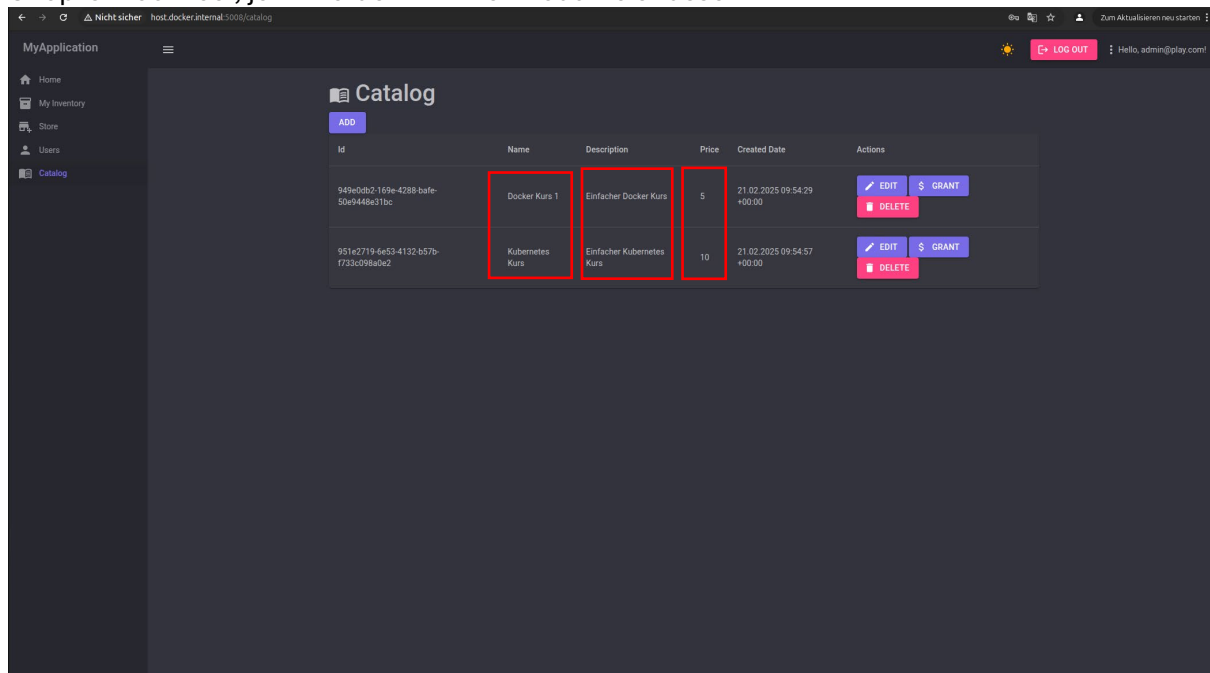 Nicht sicher host.docker.internal:5008/catalog Zum Aktualisieren neu starten
MyApplication LOG OUT Hello, admin@play.com!
Home
My Inventory
Store
Users
Catalog
Catalog
ADD
Id Name Description Price Created Date Actions
949e0db2-169e-4288-bafe- Docker Kurs 1 Einfacher Docker Kurs 5 21.02.2025 09:54:29 EDIT $ GRANT
50e9448e31bc +00:00 DELETE
951e2719-6e53-4132-b57b- Kubernetes Einfacher Kubernetes 10 21.02.2025 09:54:57 EDIT $ GRANT
f733c098a0e2 Kurs Kurs +00:00 DELETE